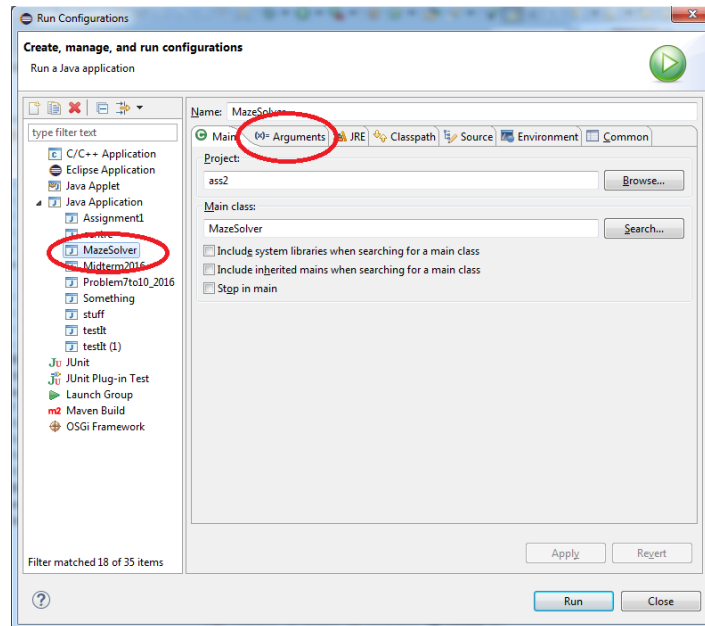 Run Configurations
Create, manage, and run configurations
Run a Java application
type filter text
C/C++ Application
Eclipse Application
Java Applet
Java Application
Assignment1
MazeSolver
Midterm2016
Problem7to10_2016
Something
stuff
testIt
testIt (1)
JU JUnit
JUnit Plug-in Test
Launch Group
m2 Maven Build
OSGi Framework
Filter matched 18 of 35 items
Name: MazeSolver
Main (x)= Arguments JRE Classpath Source Environment Common
Project:
ass2 Browse...
Main class:
MazeSolver Search...
Include system libraries when searching for a main class
Include inherited mains when searching for a main class
Stop in main
Apply Revert
? Run Close